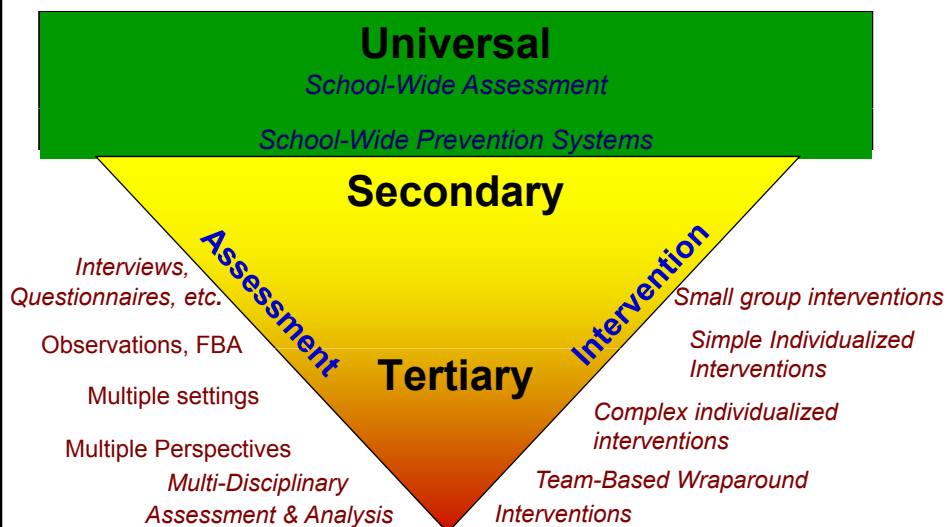 Universal
School-Wide Assessment
School-Wide Prevention Systems
Secondary
Assessment
Intervention
Interviews,
Questionnaires, etc.
Observations, FBA
Multiple settings
Multiple Perspectives
Multi-Disciplinary
Assessment & Analysis
Tertiary
Small group interventions
Simple Individualized
Interventions
Complex individualized
interventions
Team-Based Wraparound
Interventions